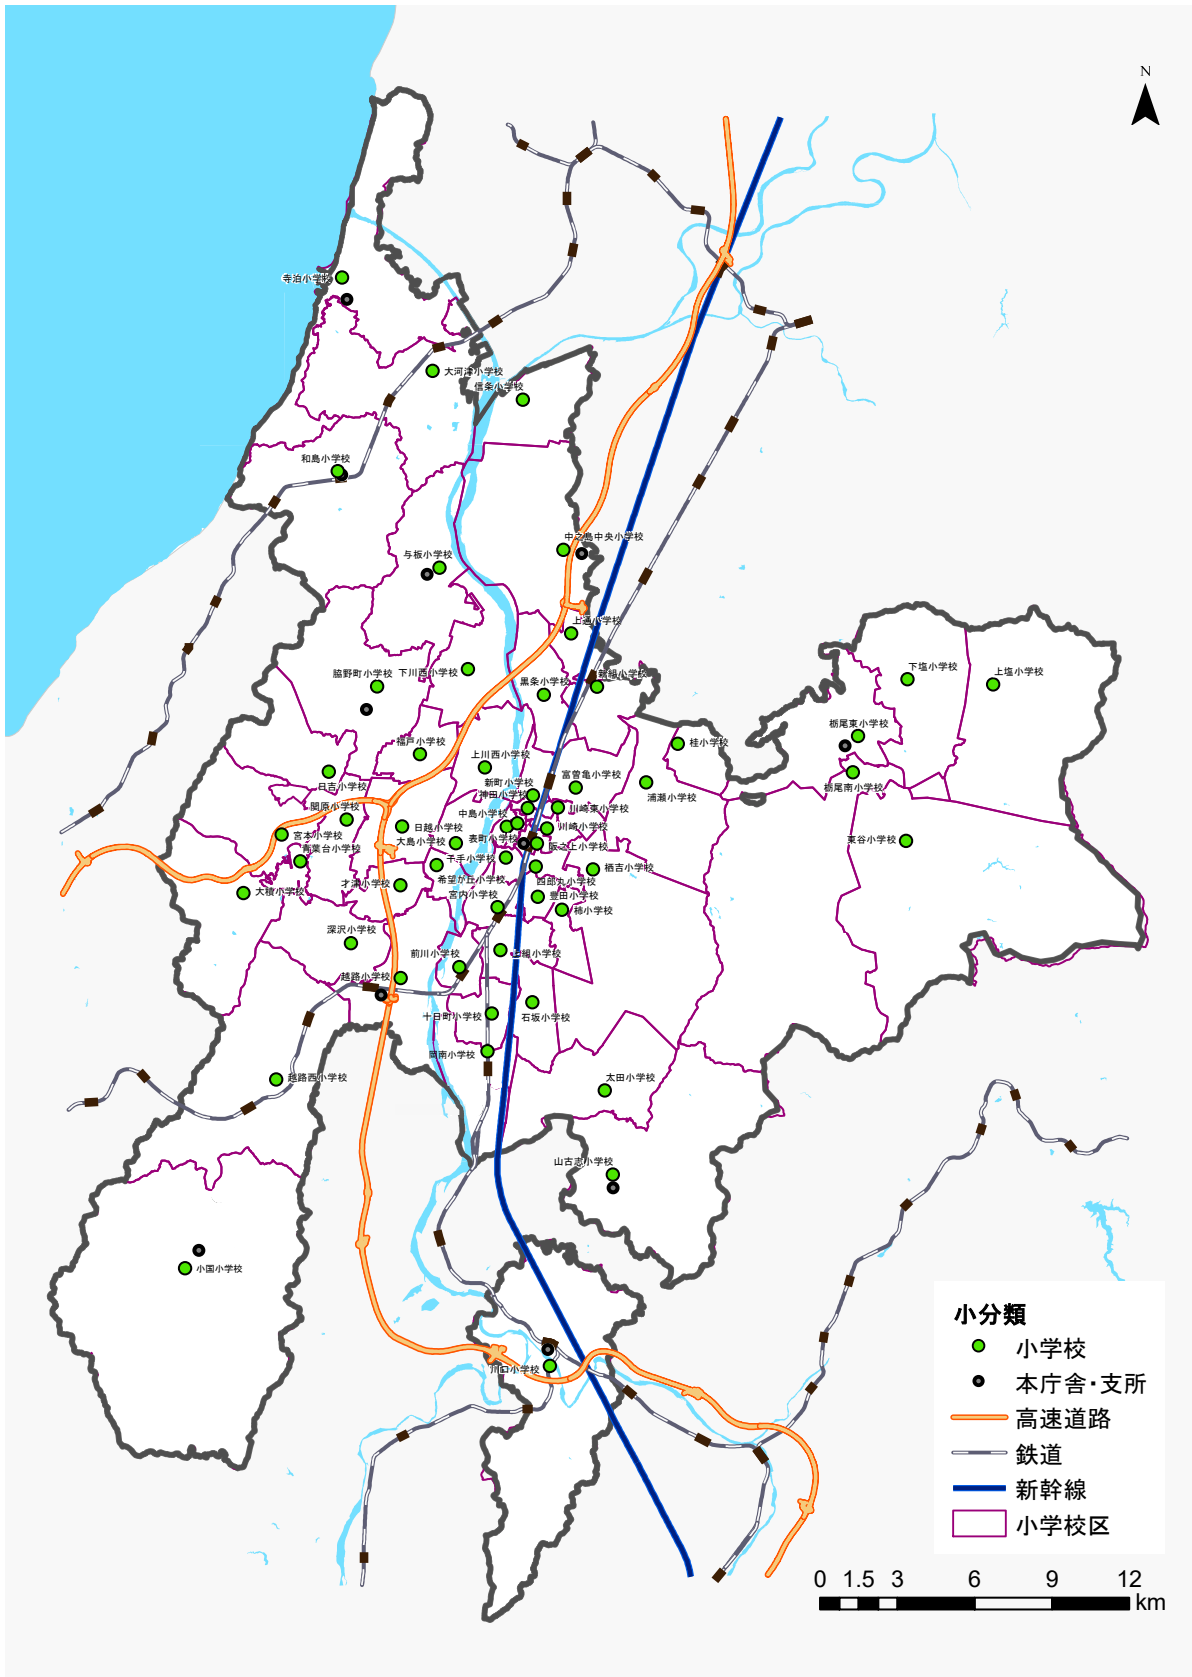 N
寺泊小学校
大河津小学校
信条小学校
和島小学校
中之島中央小学校
与板小学校
上通小学校
脇野町小学校
下川西小学校
黒条小学校
新組小学校
下塩小学校
上塩小学校
栃尾東小学校
福戸小学校
桂小学校
上川西小学校
日吉小学校
新町小学校
富曽亀小学校
浦瀬小学校
栃尾南小学校
神田小学校
関原小学校
中島小学校
川崎東小学校
宮本小学校
日越小学校
川崎小学校
大島小学校
表町小学校
阪之上小学校
東谷小学校
青葉台小学校
千手小学校
栖吉小学校
希望が丘小学校
四郎丸小学校
才津小学校
大積小学校
宮内小学校
豊田小学校
柿小学校
深沢小学校
前川小学校
上組小学校
越路小学校
十日町小学校
石坂小学校
岡南小学校
越路西小学校
太田小学校
山古志小学校
小国小学校
川口小学校
小分類
小学校
本庁舎・支所
高速道路
鉄道
新幹線
小学校区
0 1.5 3 6 9 12
km